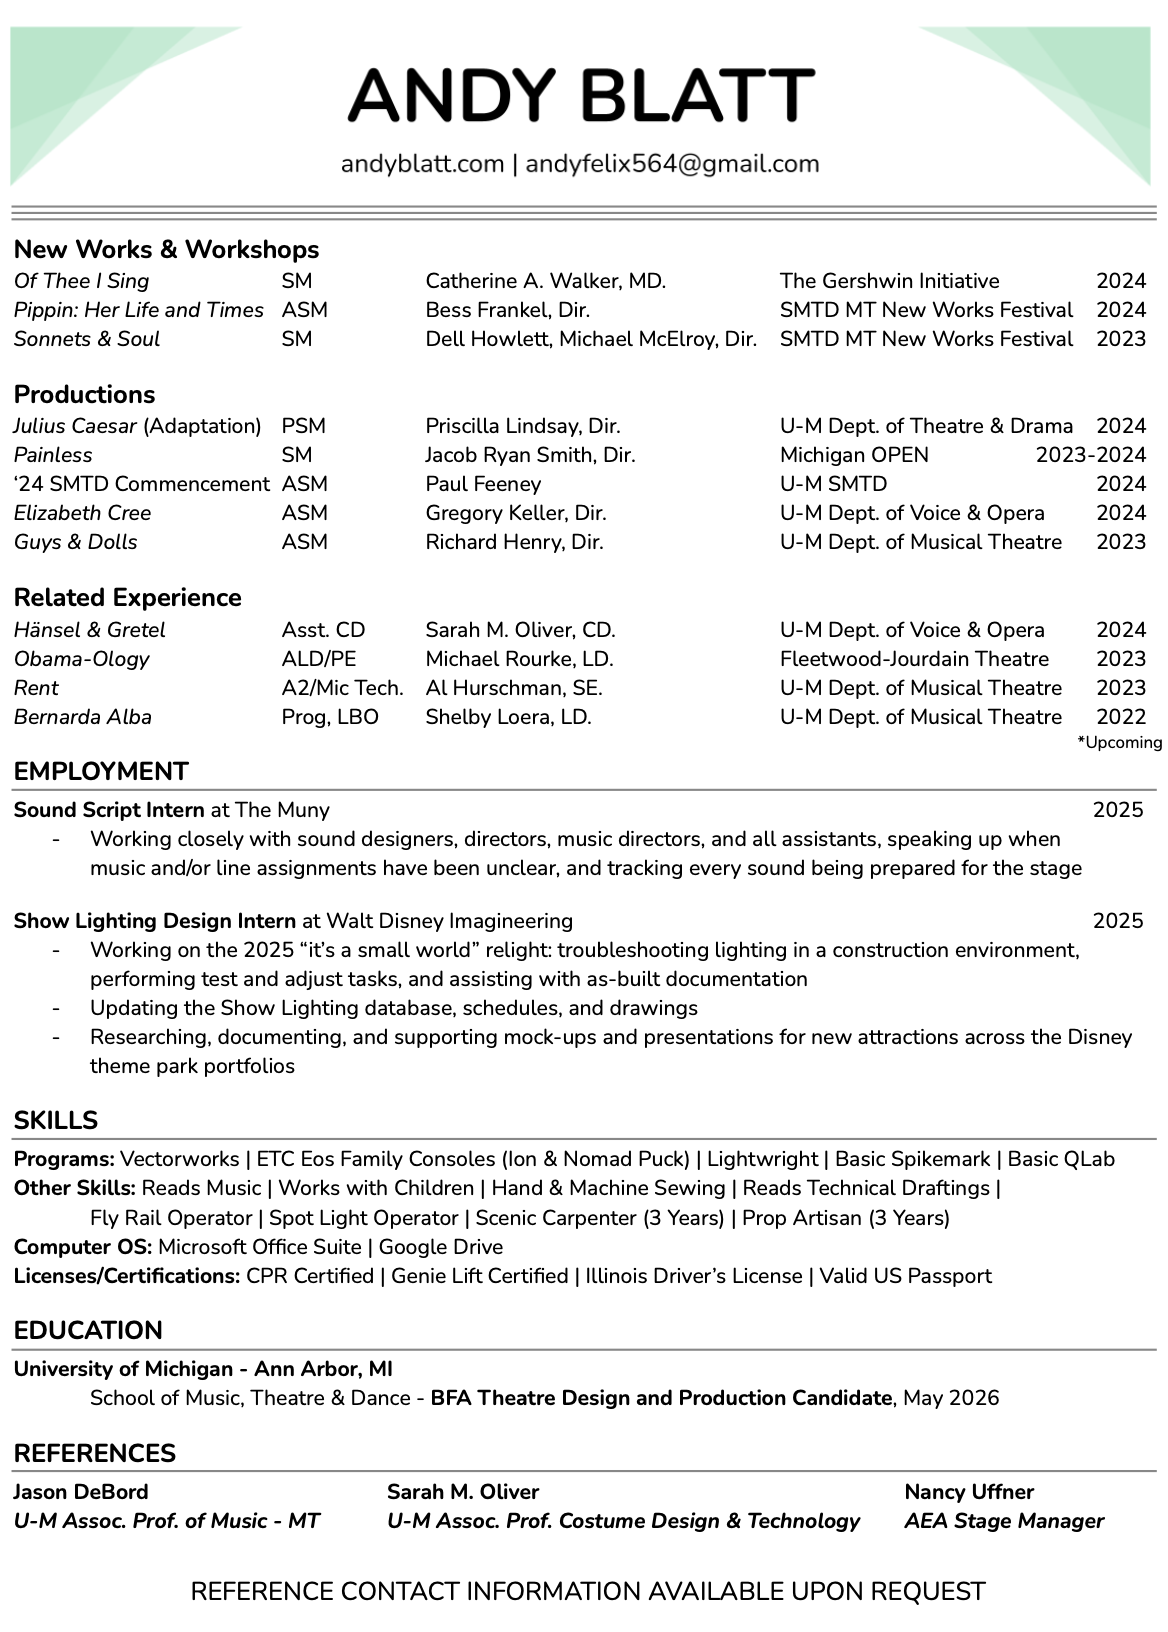 ANDY BLATT
andyblatt.com | andyfelix564@gmail.com
New Works & Workshops
Of Thee I Sing SM Catherine A. Walker, MD. The Gershwin Initiative 2024
Pippin: Her Life and Times ASM Bess Frankel, Dir. SMTD MT New Works Festival 2024
Sonnets & Soul SM Dell Howlett, Michael McElroy, Dir. SMTD MT New Works Festival 2023
Productions
Julius Caesar (Adaptation) PSM Priscilla Lindsay, Dir. U-M Dept. of Theatre & Drama 2024
Painless SM Jacob Ryan Smith, Dir. Michigan OPEN 2023-2024
‘24 SMTD Commencement ASM Paul Feeney U-M SMTD 2024
Elizabeth Cree ASM Gregory Keller, Dir. U-M Dept. of Voice & Opera 2024
Guys & Dolls ASM Richard Henry, Dir. U-M Dept. of Musical Theatre 2023
Related Experience
Hänsel & Gretel Asst. CD Sarah M. Oliver, CD. U-M Dept. of Voice & Opera 2024
Obama-Ology ALD/PE Michael Rourke, LD. Fleetwood-Jourdain Theatre 2023
Rent A2/Mic Tech. Al Hurschman, SE. U-M Dept. of Musical Theatre 2023
Bernarda Alba Prog, LBO Shelby Loera, LD. U-M Dept. of Musical Theatre 2022
*Upcoming
EMPLOYMENT
Sound Script Intern at The Muny 2025
- Working closely with sound designers, directors, music directors, and all assistants, speaking up when
music and/or line assignments have been unclear, and tracking every sound being prepared for the stage
Show Lighting Design Intern at Walt Disney Imagineering 2025
- Working on the 2025 “it’s a small world” relight: troubleshooting lighting in a construction environment,
performing test and adjust tasks, and assisting with as-built documentation
- Updating the Show Lighting database, schedules, and drawings
- Researching, documenting, and supporting mock-ups and presentations for new attractions across the Disney
theme park portfolios
SKILLS
Programs: Vectorworks | ETC Eos Family Consoles (Ion & Nomad Puck) | Lightwright | Basic Spikemark | Basic QLab
Other Skills: Reads Music | Works with Children | Hand & Machine Sewing | Reads Technical Draftings |
Fly Rail Operator | Spot Light Operator | Scenic Carpenter (3 Years) | Prop Artisan (3 Years)
Computer OS: Microsoft Office Suite | Google Drive
Licenses/Certifications: CPR Certified | Genie Lift Certified | Illinois Driver’s License | Valid US Passport
EDUCATION
University of Michigan - Ann Arbor, MI
School of Music, Theatre & Dance - BFA Theatre Design and Production Candidate, May 2026
REFERENCES
Jason DeBord Sarah M. Oliver Nancy Uffner
U-M Assoc. Prof. of Music - MT U-M Assoc. Prof. Costume Design & Technology AEA Stage Manager
REFERENCE CONTACT INFORMATION AVAILABLE UPON REQUEST